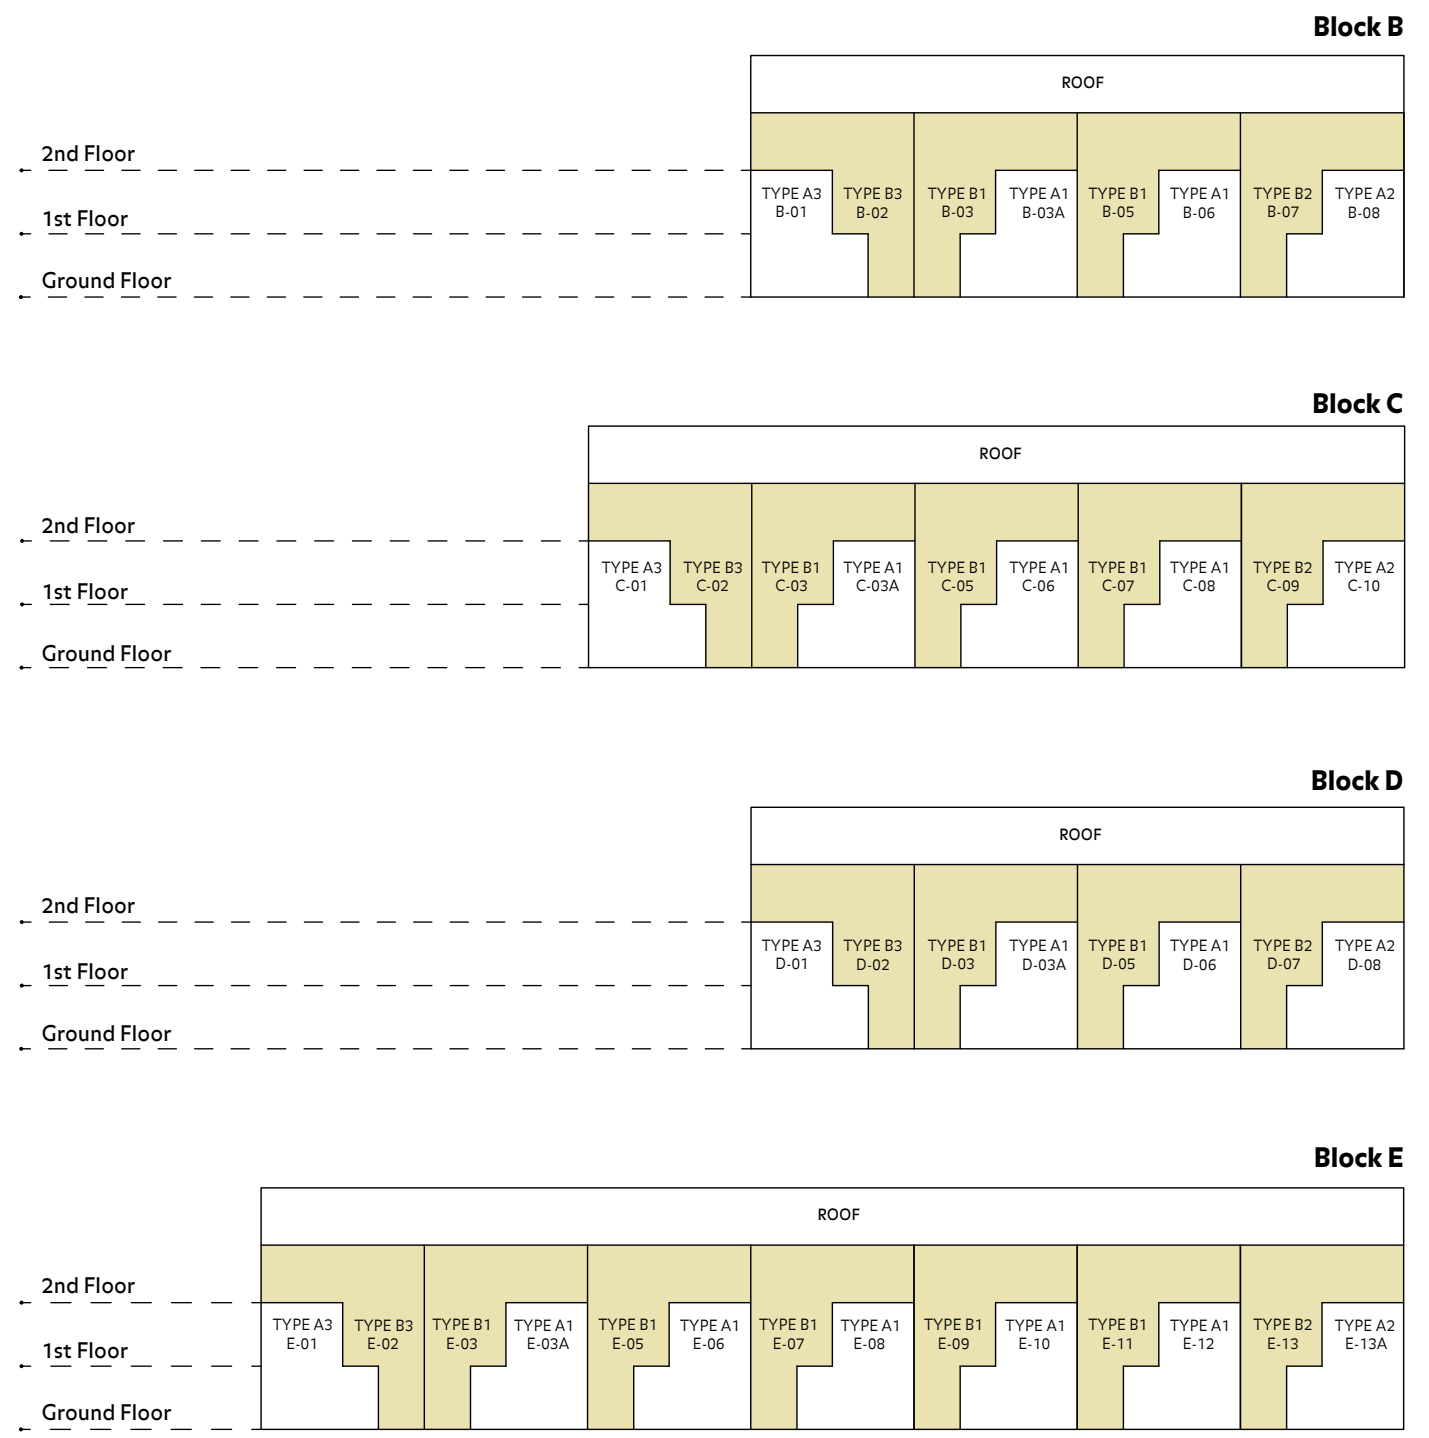 Block B
ROOF
2nd Floor
1st Floor
Ground Floor
TYPE A3
B-01
TYPE B3
B-02
TYPE B1
B-03
TYPE A1
B-03A
TYPE B1
B-05
TYPE A1
B-06
TYPE B2
B-07
TYPE A2
B-08
Block C
ROOF
2nd Floor
1st Floor
Ground Floor
TYPE A3
C-01
TYPE B3
C-02
TYPE B1
C-03
TYPE A1
C-03A
TYPE B1
C-05
TYPE A1
C-06
TYPE B1
C-07
TYPE A1
C-08
TYPE B2
C-09
TYPE A2
C-10
Block D
ROOF
2nd Floor
1st Floor
Ground Floor
TYPE A3
D-01
TYPE B3
D-02
TYPE B1
D-03
TYPE A1
D-03A
TYPE B1
D-05
TYPE A1
D-06
TYPE B2
D-07
TYPE A2
D-08
Block E
ROOF
2nd Floor
1st Floor
Ground Floor
TYPE A3
E-01
TYPE B3
E-02
TYPE B1
E-03
TYPE A1
E-03A
TYPE B1
E-05
TYPE A1
E-06
TYPE B1
E-07
TYPE A1
E-08
TYPE B1
E-09
TYPE A1
E-10
TYPE B1
E-11
TYPE A1
E-12
TYPE B2
E-13
TYPE A2
E-13A